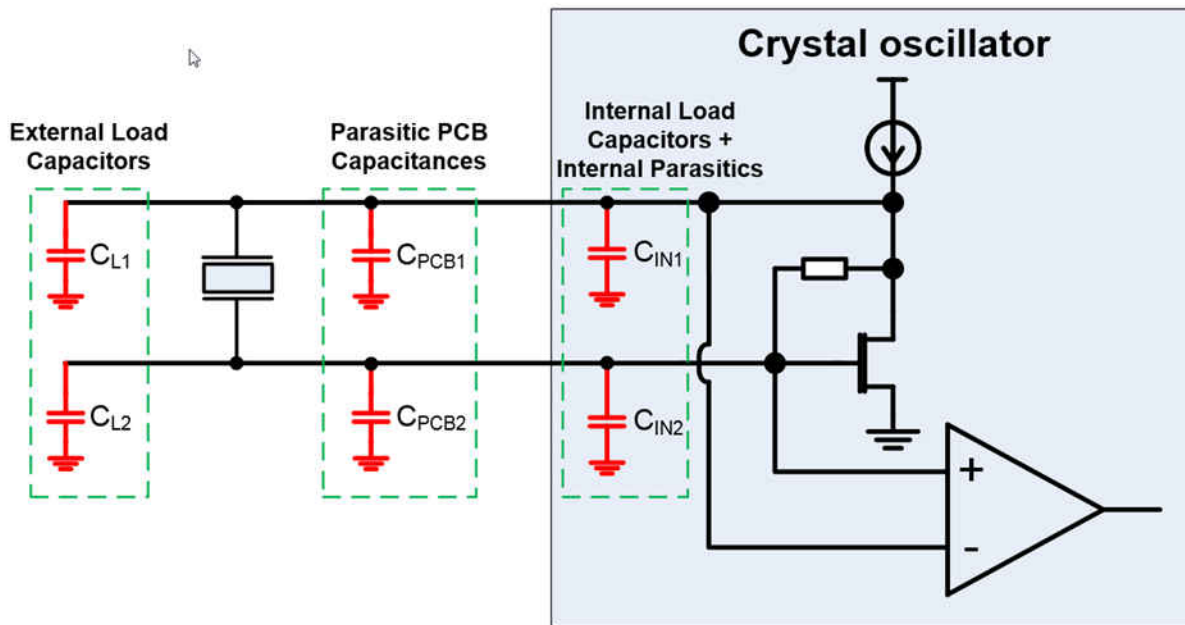 Crystal oscillator
External Load
Capacitors
Parasitic PCB
Capacitances
Internal Load
Capacitors +
Internal Parasitics
CL1
CPCB1
CIN1
CL2
CPCB2
CIN2
+
-